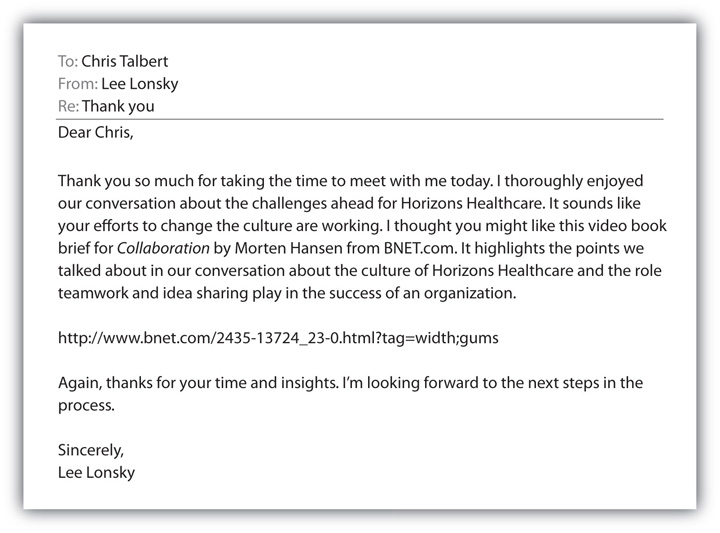 To: Chris Talbert
From: Lee Lonsky
Re: Thank you
Dear Chris,
Thank you so much for taking the time to meet with me today. I thoroughly enjoyed
our conversation about the challenges ahead for Horizons Healthcare. It sounds like
your efforts to change the culture are working. I thought you might like this video book
brief for Collaboration by Morten Hansen from BNET.com. It highlights the points we
talked about in our conversation about the culture of Horizons Healthcare and the role
teamwork and idea sharing play in the success of an organization.
http://www.bnet.com/2435-13724_23-0.html?tag=width;gums
Again, thanks for your time and insights. I’m looking forward to the next steps in the
process.
Sincerely,
Lee Lonsky